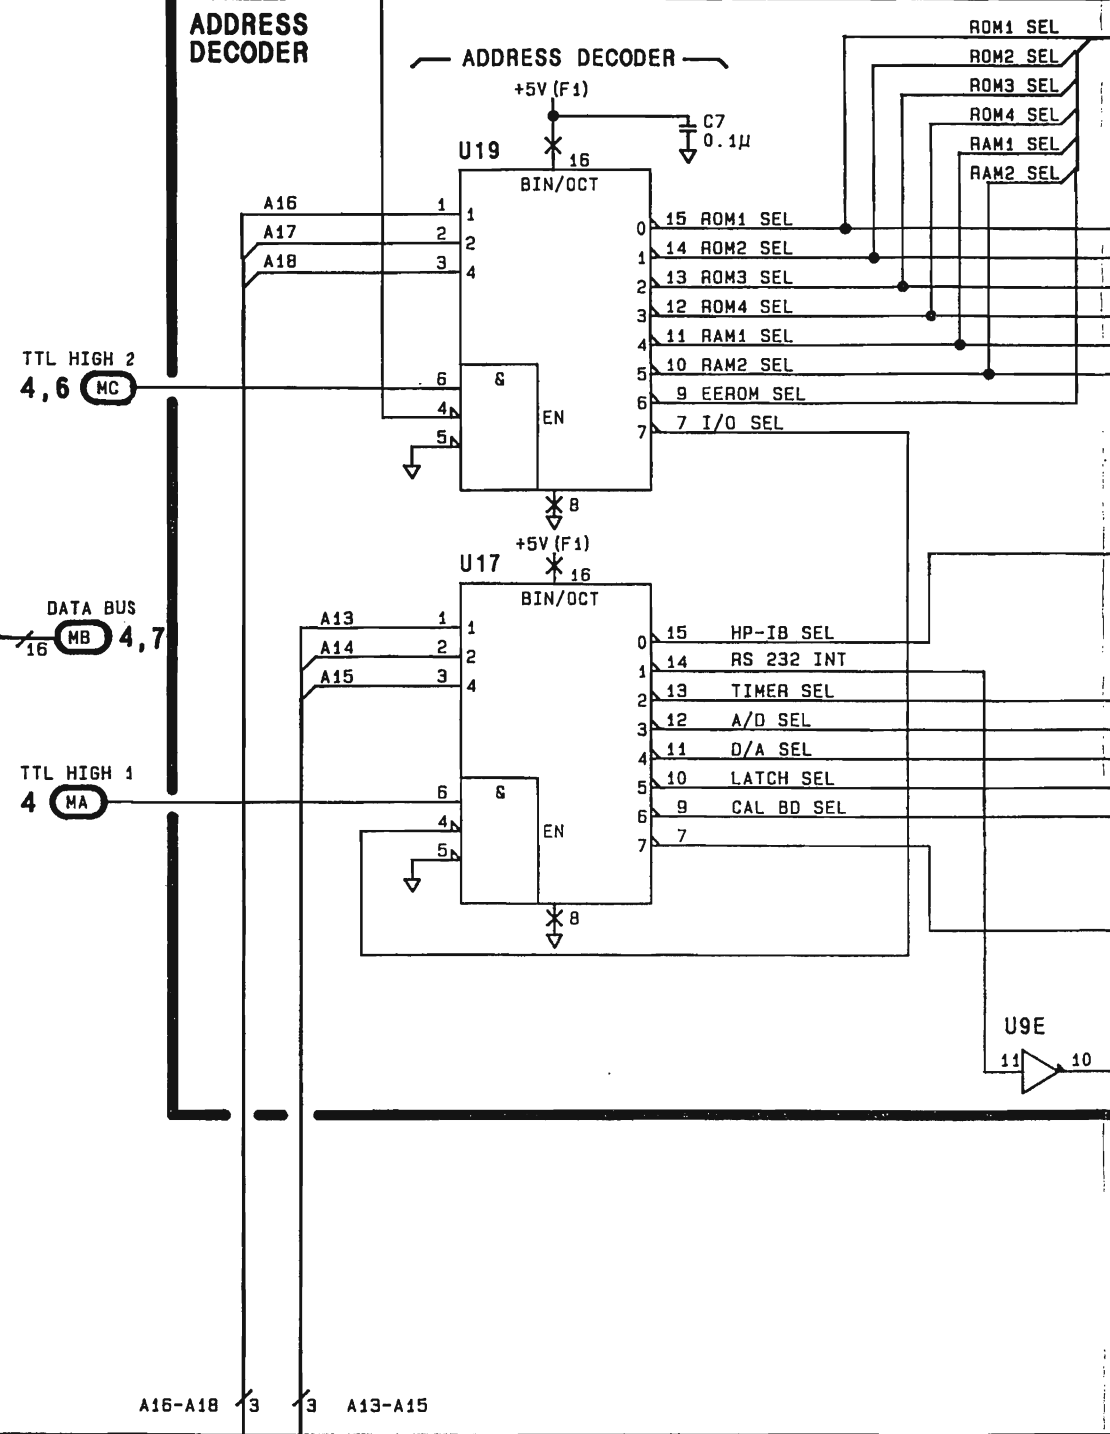 ADDRESS
DECODER
ADDRESS DECODER
+5V(F1)
C7
0.1μ
U19
16
BIN/OCT
ROM1 SEL
ROM2 SEL
ROM3 SEL
ROM4 SEL
RAM1 SEL
RAM2 SEL
A16 1 1
A17 2 2
A18 3 4
0 15 ROM1 SEL
1 14 ROM2 SEL
2 13 ROM3 SEL
3 12 ROM4 SEL
4 11 RAM1 SEL
5 10 RAM2 SEL
6 9 EEROM SEL
7 7 I/O SEL
TTL HIGH 2
4,6 MC
6 &
4 EN
5
8
+5V(F1)
U17
16
BIN/OCT
DATA BUS
16 MB 4,7
A13 1 1
A14 2 2
A15 3 4
0 15 HP-IB SEL
1 14 RS 232 INT
2 13 TIMER SEL
3 12 A/D SEL
4 11 D/A SEL
5 10 LATCH SEL
6 9 CAL BD SEL
7 7
TTL HIGH 1
4 MA
6 &
4 EN
5
8
U9E
11 10
A16-A18 3 3 A13-A15